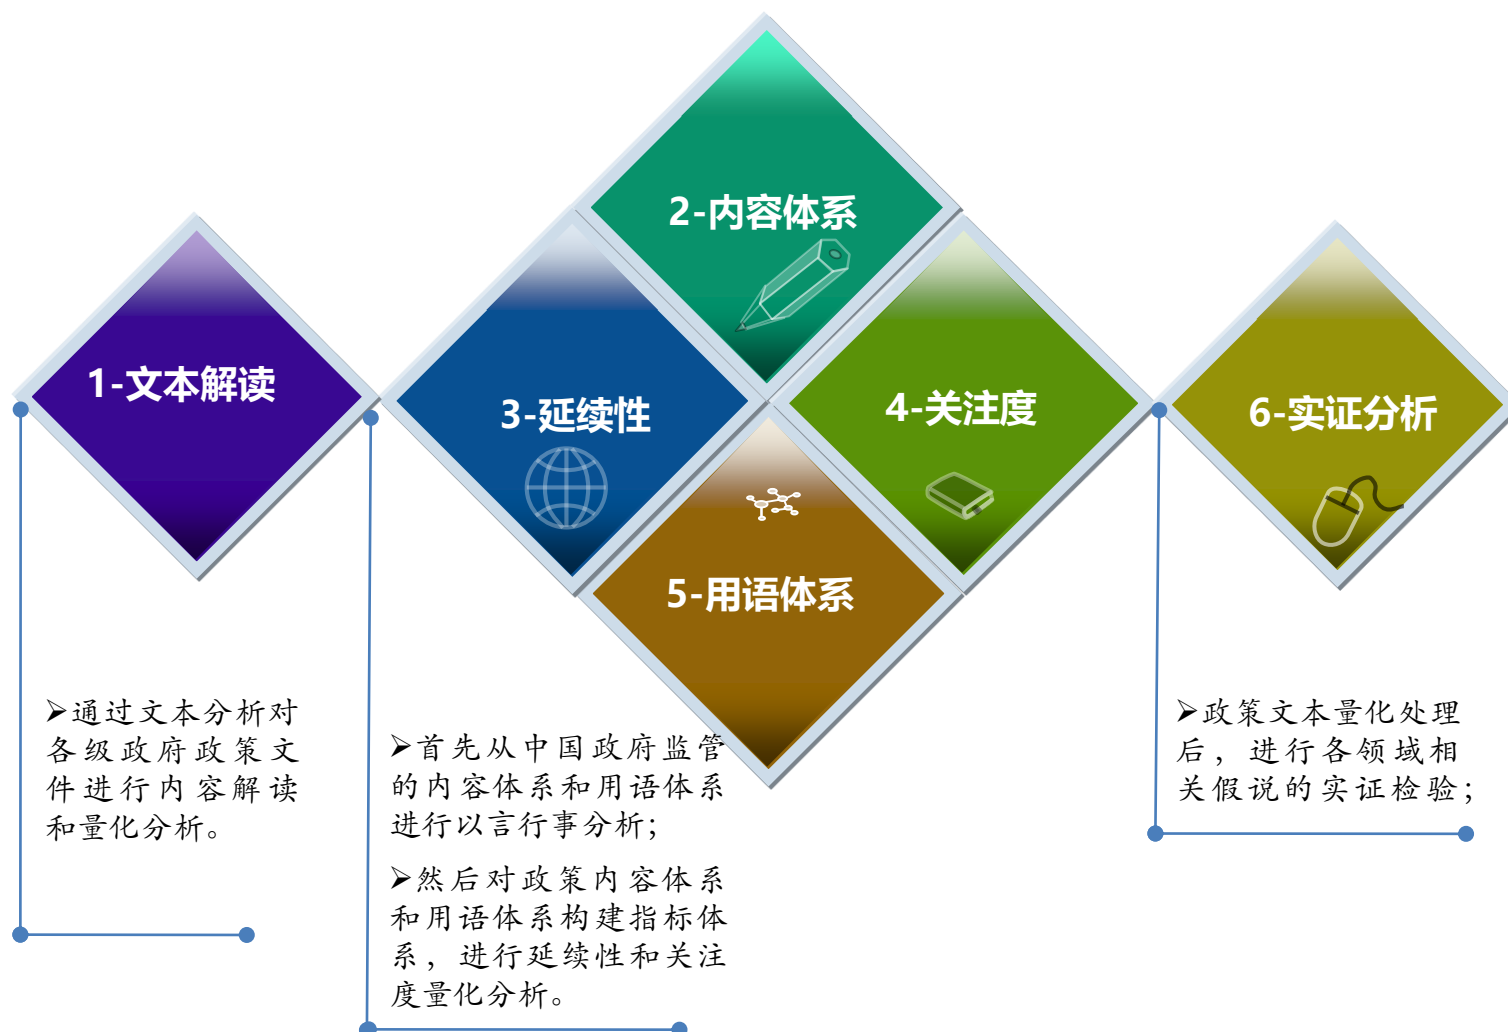 2-内容体系
1-文本解读
3-延续性
4-关注度
6-实证分析
5-用语体系
➢通过文本分析对
各级政府政策文
件进行内容解读
和量化分析。
➢首先从中国政府监管
的内容体系和用语体系
进行以言行事分析；
➢然后对政策内容体系
和用语体系构建指标体
系，进行延续性和关注
度量化分析。
➢政策文本量化处理
后，进行各领域相
关假说的实证检验；